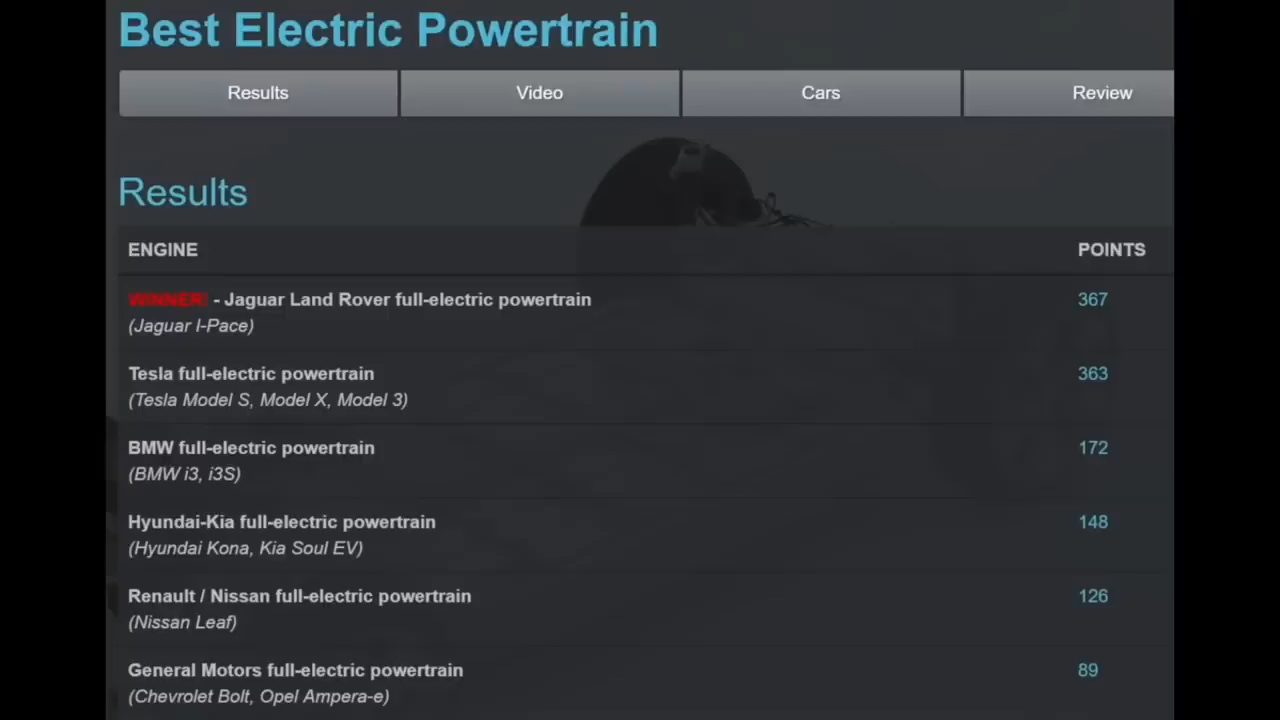 Best Electric Powertrain
Results Video Cars Review
Results
ENGINE POINTS
WINNER! - Jaguar Land Rover full-electric powertrain 367
(Jaguar I-Pace)
Tesla full-electric powertrain 363
(Tesla Model S, Model X, Model 3)
BMW full-electric powertrain 172
(BMW i3, i3S)
Hyundai-Kia full-electric powertrain 148
(Hyundai Kona, Kia Soul EV)
Renault / Nissan full-electric powertrain 126
(Nissan Leaf)
General Motors full-electric powertrain 89
(Chevrolet Bolt, Opel Ampera-e)